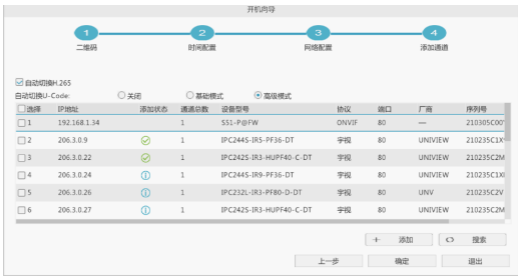 开机向导
1 2 3 4
二维码 时间配置 网络配置 添加通道
自动切换H.265
自动切换U-Code: 关闭 基础模式 高级模式
选择 IP地址 添加状态 通道总数 设备型号 协议 端口 厂商 序列号
1 192.168.1.34 1 SS1-P@FW ONVIF 80 — 210305C00
2 206.3.0.9 1 IPC244S-IR5-PF36-DT 宇视 80 UNIVIEW 210235C1X
3 206.3.0.22 1 IPC242S-IR3-HUPF40-C-DT 宇视 80 UNIVIEW 210235C2M
4 206.3.0.24 1 IPC244S-IR9-PF36-DT 宇视 80 UNIVIEW 210235C1X
5 206.3.0.26 1 IPC232L-IR3-PF80-D-DT 宇视 80 UNV 210235C2V
6 206.3.0.27 1 IPC242S-IR3-HUPF40-C-DT 宇视 80 UNIVIEW 210235C2M
+ 添加 搜索
上一步 确定 退出